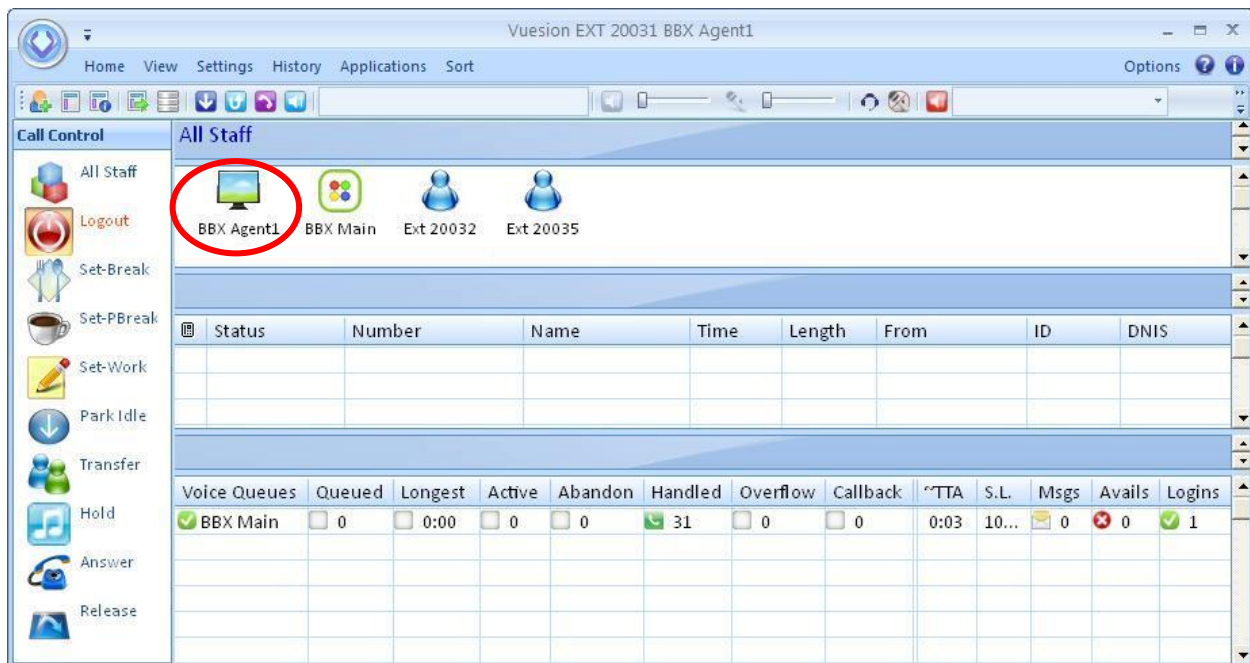 Vuesion EXT 20031 BBX Agent1
Home View Settings History Applications Sort Options
Call Control
All Staff
Logout
Set-Break
Set-PBreak
Set-Work
Park Idle
Transfer
Hold
Answer
Release
All Staff
BBX Agent1 BBX Main Ext 20032 Ext 20035
Status Number Name Time Length From ID DNIS
Voice Queues Queued Longest Active Abandon Handled Overflow Callback ~TTA S.L. Msgs Avails Logins
BBX Main 0 0:00 0 0 31 0 0 0:03 10... 0 0 1